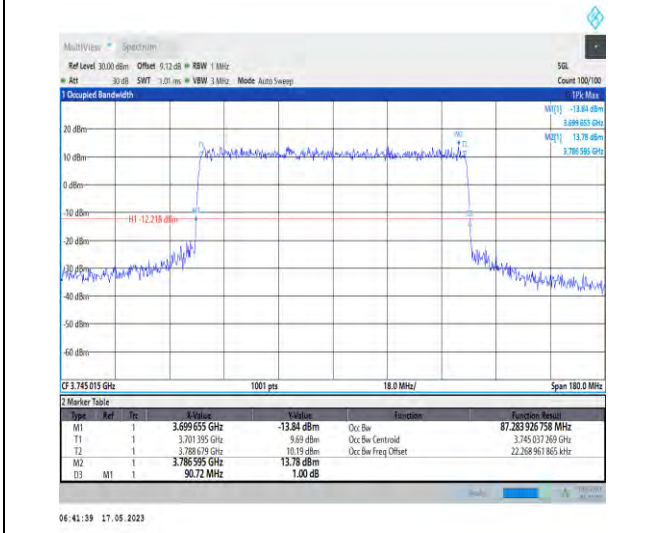 MultiView Spectrum
Ref Level 30.00 dBm Offset 9.12 dB RBW 1 MHz SGL
Att 30 dB SWT 1.01 ms VBW 3 MHz Mode Auto Sweep Count 100/100
1 Occupied Bandwidth 1Pk Max
M1[1] -13.84 dBm
3.699 655 GHz
M2[1] 13.78 dBm
3.786 595 GHz
20 dBm
10 dBm
0 dBm
-10 dBm
H1 -12.218 dBm
-20 dBm
-30 dBm
-40 dBm
-50 dBm
-60 dBm
M1
M2
CF 3.745 015 GHz 1001 pts 18.0 MHz/ Span 180.0 MHz
2 Marker Table
Type Ref Trc X-Value Y-Value Function Function Result
M1 1 3.699 655 GHz -13.84 dBm Occ Bw 87.283 926 758 MHz
T1 1 3.701 395 GHz 9.69 dBm Occ Bw Centroid 3.745 037 269 GHz
T2 1 3.788 679 GHz 10.19 dBm Occ Bw Freq Offset 22.268 961 865 kHz
M2 1 3.786 595 GHz 13.78 dBm
D3 M1 1 90.72 MHz 1.00 dB
06:41:39 17.05.2023